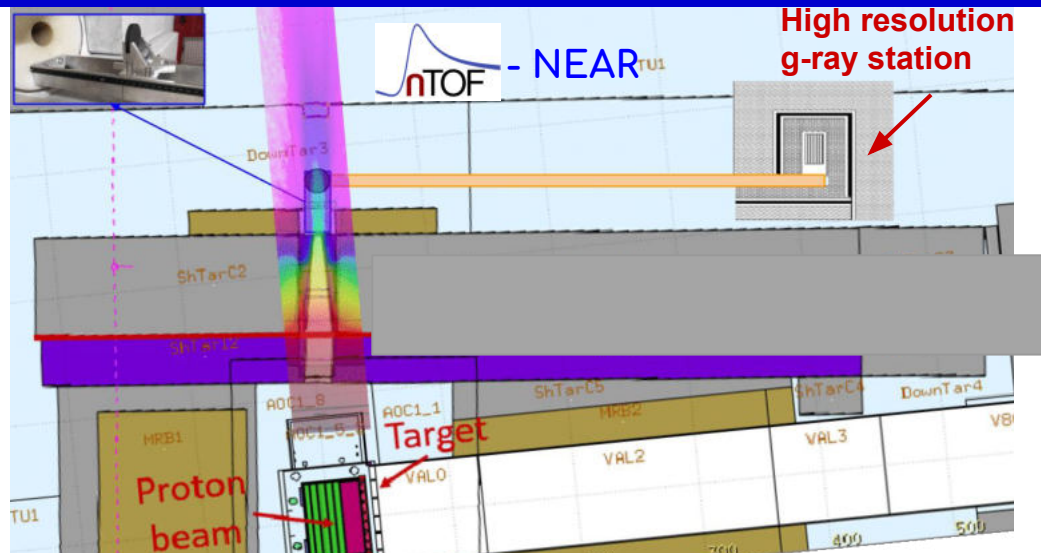 High resolution
g-ray station
nTOF - NEAR
TU1
DownTar3
ShTarC2
ShTarC5
ShTarC4
DownTar4
AOC1_8
AOC1_1
MRB1
MRB2
Target
VAL0
VAL2
VAL3
Proton
beam
TU1
400
500